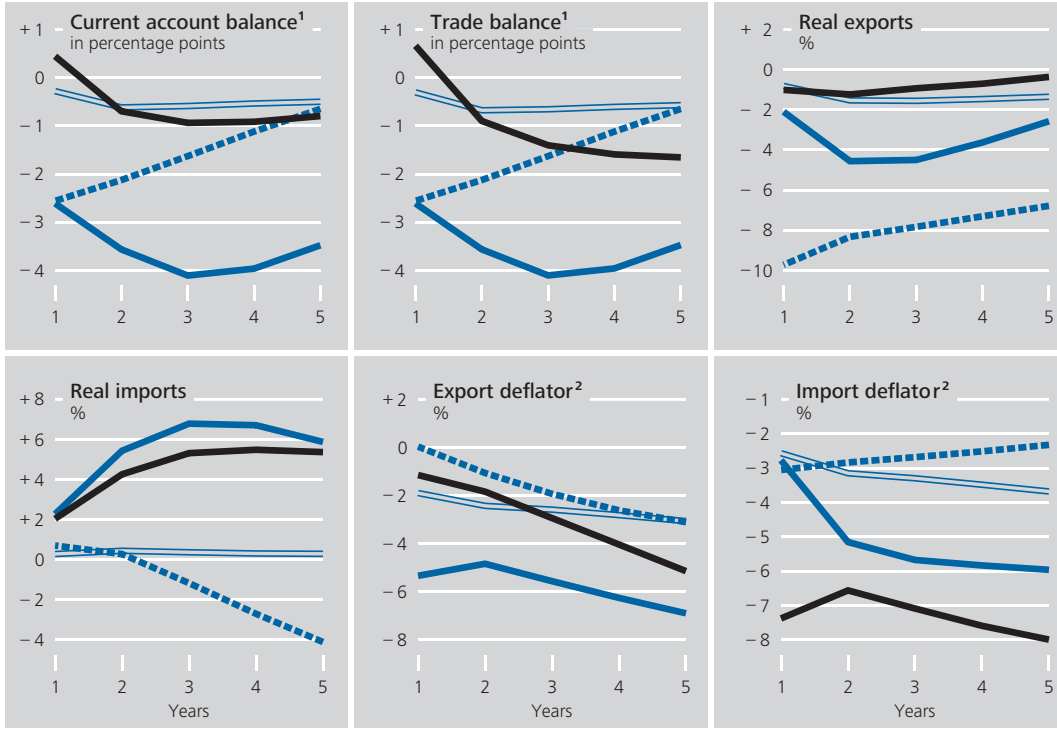 Current account balance¹
in percentage points
+ 1
0
− 1
− 2
− 3
− 4
1 2 3 4 5
Trade balance¹
in percentage points
+ 1
0
− 1
− 2
− 3
− 4
1 2 3 4 5
Real exports
%
+ 2
0
− 2
− 4
− 6
− 8
−10
1 2 3 4 5
Real imports
%
+ 8
+ 6
+ 4
+ 2
0
− 2
− 4
1 2 3 4 5
Years
Export deflator²
%
+ 2
0
− 2
− 4
− 6
− 8
1 2 3 4 5
Years
Import deflator²
%
− 1
− 2
− 3
− 4
− 5
− 6
− 7
− 8
1 2 3 4 5
Years